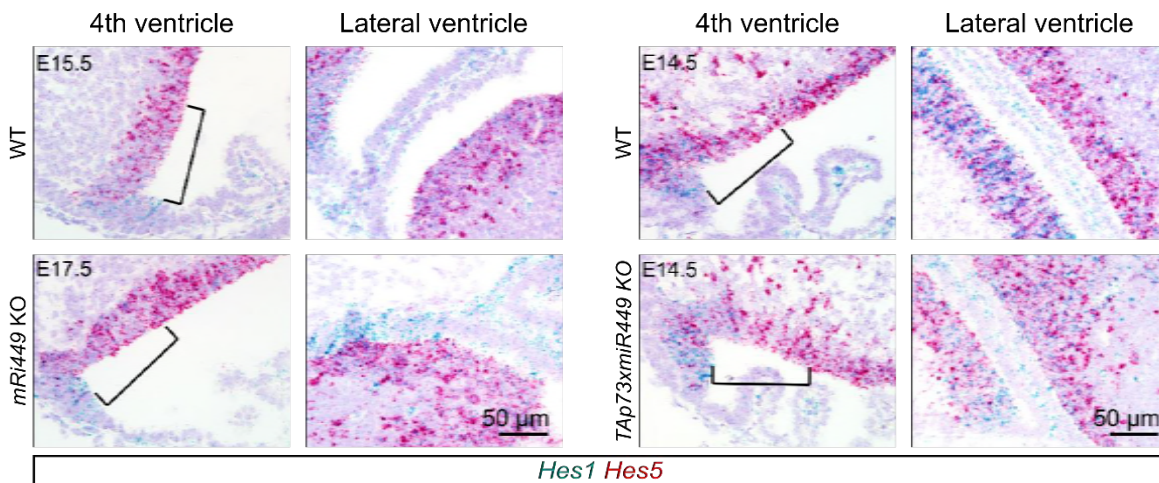 4th ventricle Lateral ventricle 4th ventricle Lateral ventricle
WT E15.5 WT E14.5
mRi449 KO E17.5 50 µm TAp73xmiR449 KO E14.5 50 µm
Hes1 Hes5